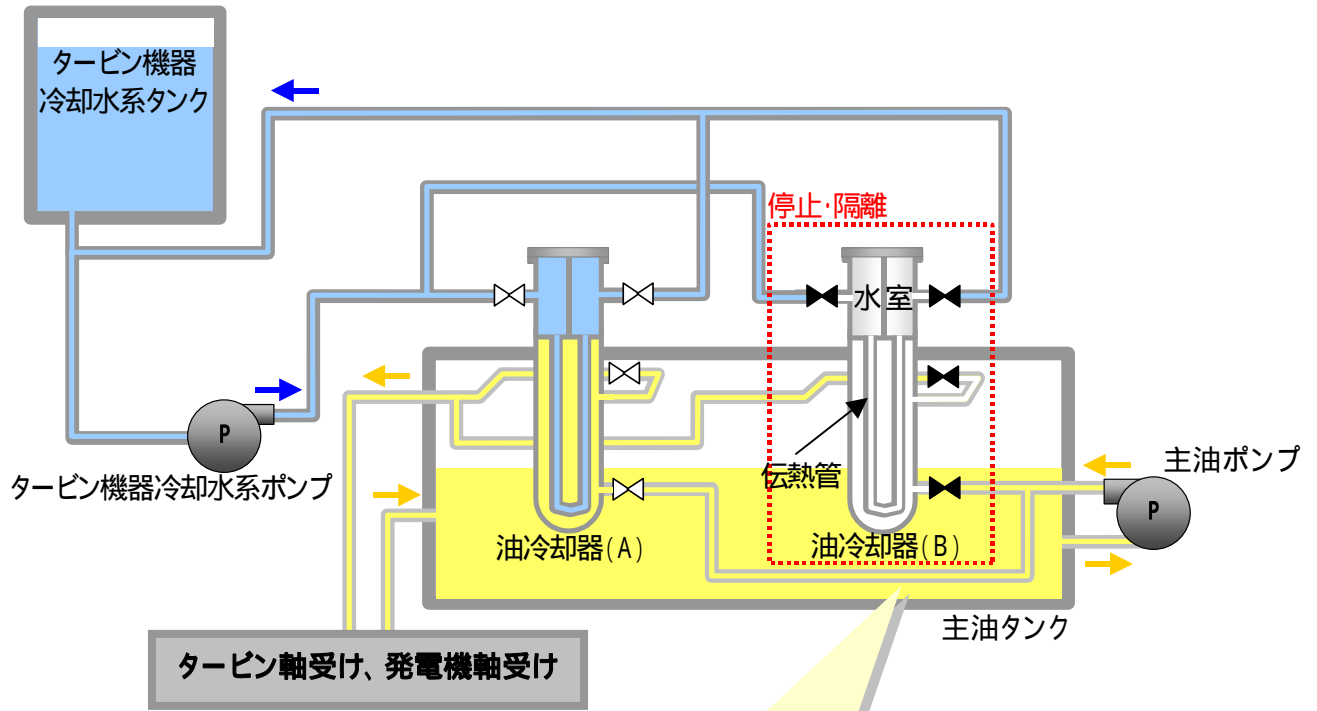 タービン機器
冷却水系タンク
停止・隔離
水室
P
タービン機器冷却水系ポンプ
伝熱管
主油ポンプ
P
油冷却器(A)
油冷却器(B)
主油タンク
タービン軸受け、発電機軸受け